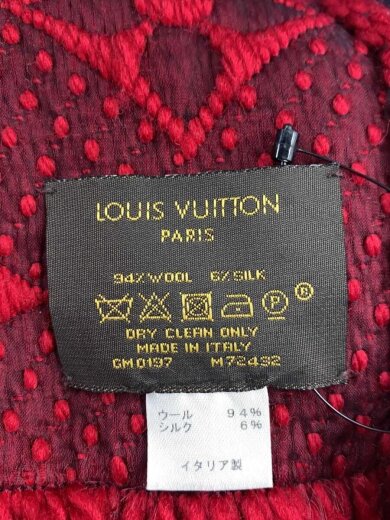 LOUIS VUITTON
PARIS
94% WOOL 6% SILK
P ®
DRY CLEAN ONLY
MADE IN ITALY
GM0197 M72432
ウール 94%
シルク 6%
イタリア製